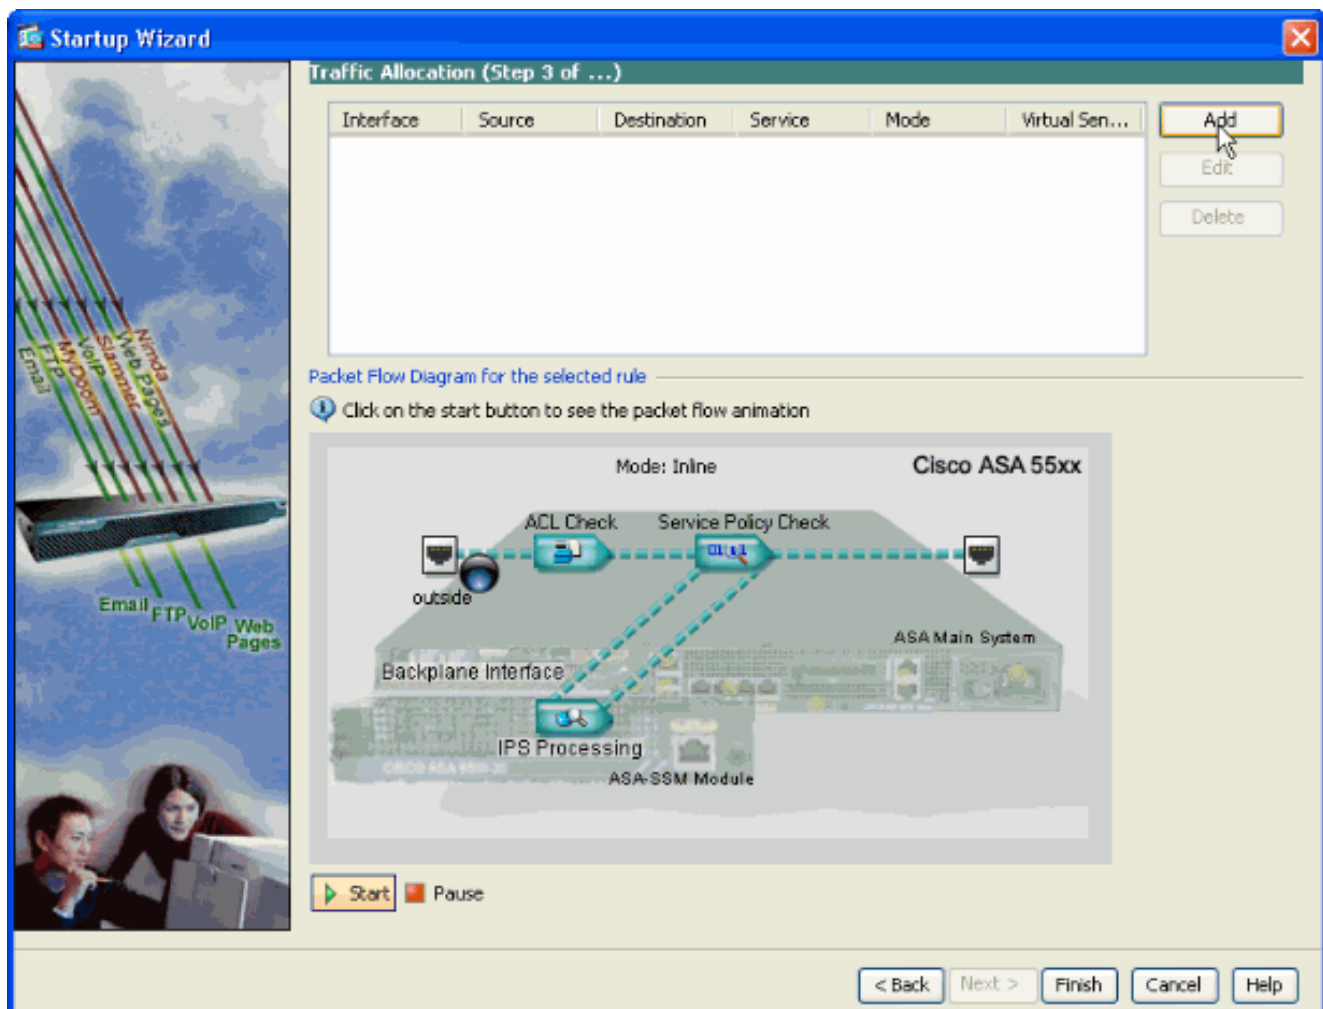 Startup Wizard
Traffic Allocation (Step 3 of ...)
Interface Source Destination Service Mode Virtual Sen...
Add
Edit
Delete
Nimda
Web Pages
Slammer
VoIP
MyDoom
FTP
Email
Email FTP VoIP Web Pages
Packet Flow Diagram for the selected rule
Click on the start button to see the packet flow animation
Mode: Inline
Cisco ASA 55xx
ACL Check
Service Policy Check
outside
ASA Main System
Backplane Interface
IPS Processing
ASA-SSM Module
Start
Pause
< Back
Next >
Finish
Cancel
Help